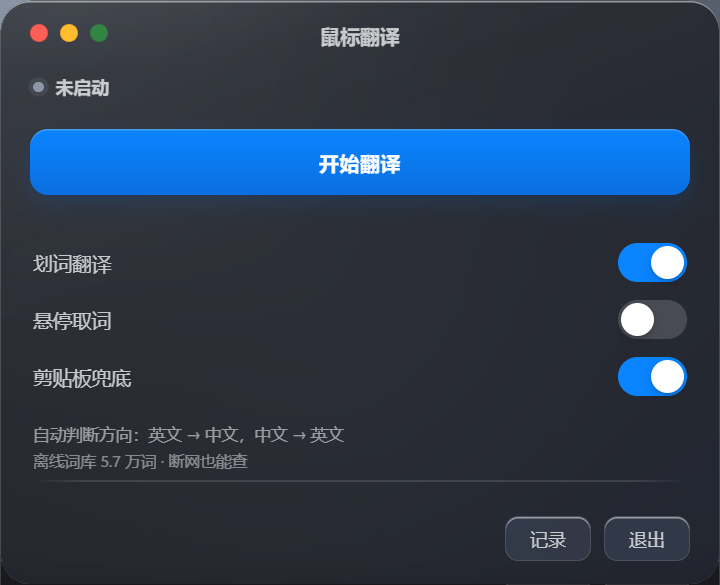 鼠标翻译
未启动
开始翻译
划词翻译
悬停取词
剪贴板兜底
自动判断方向：英文 → 中文，中文 → 英文
离线词库 5.7 万词 · 断网也能查
记录
退出